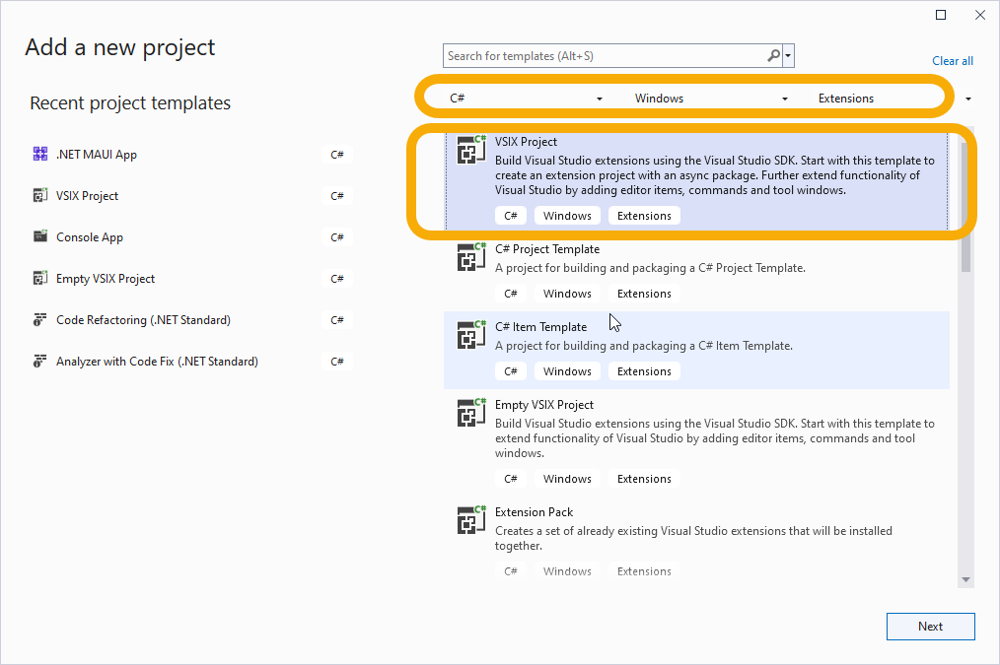 Add a new project
Search for templates (Alt+S)
Clear all
Recent project templates
C#
Windows
Extensions
.NET MAUI App
C#
VSIX Project
C#
Console App
C#
Empty VSIX Project
C#
Code Refactoring (.NET Standard)
C#
Analyzer with Code Fix (.NET Standard)
C#
C#
VSIX Project
Build Visual Studio extensions using the Visual Studio SDK. Start with this template to
create an extension project with an async package. Further extend functionality of
Visual Studio by adding editor items, commands and tool windows.
C#
Windows
Extensions
C#
C# Project Template
A project for building and packaging a C# Project Template.
C#
Windows
Extensions
C#
C# Item Template
A project for building and packaging a C# Item Template.
C#
Windows
Extensions
C#
Empty VSIX Project
Build Visual Studio extensions using the Visual Studio SDK. Start with this template to
extend functionality of Visual Studio by adding editor items, commands and tool
windows.
C#
Windows
Extensions
C#
Extension Pack
Creates a set of already existing Visual Studio extensions that will be installed
together.
C#
Windows
Extensions
Next